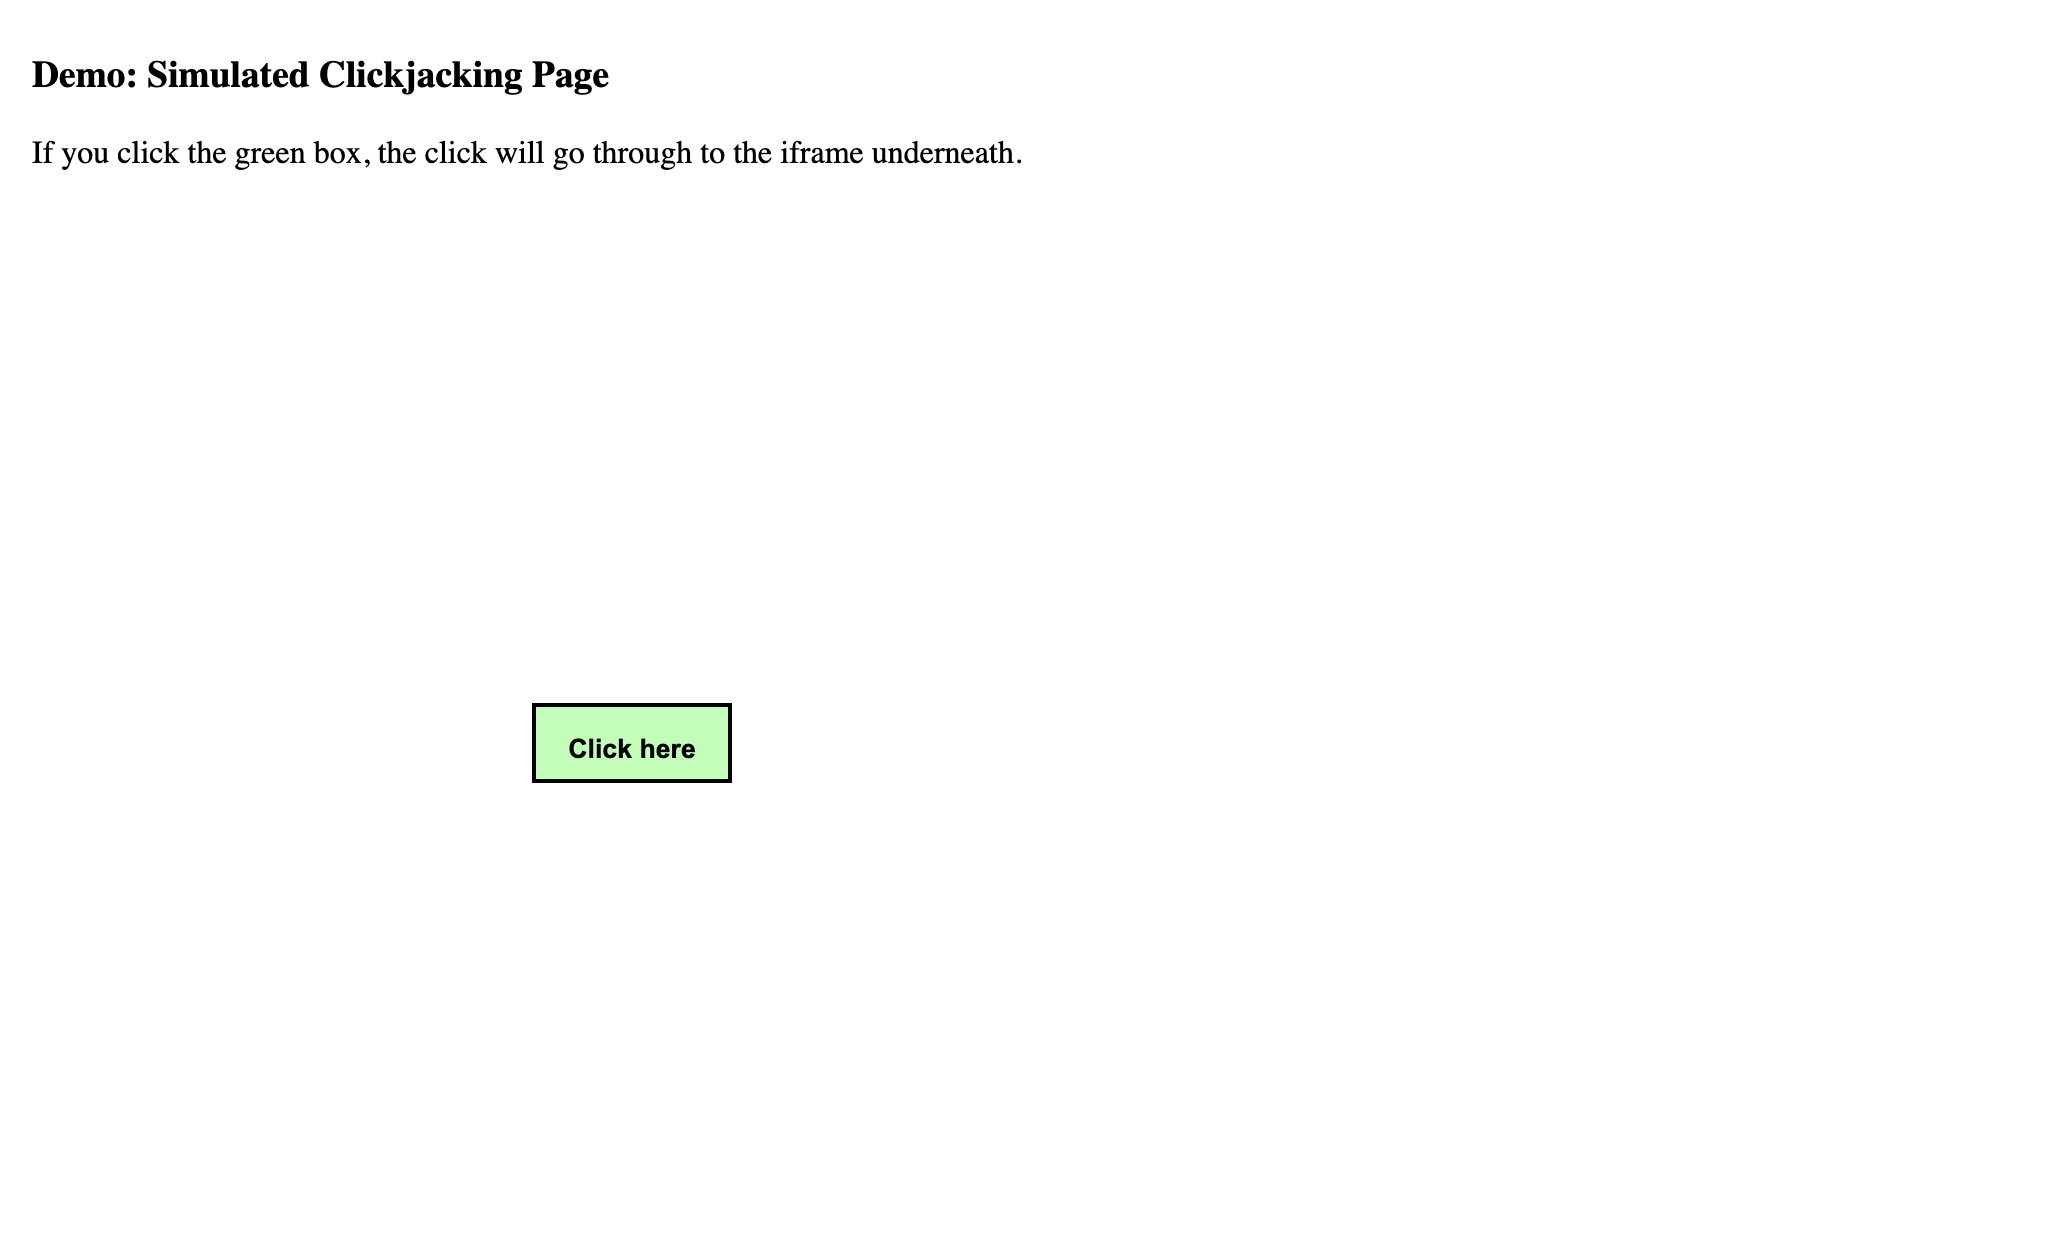 Demo: Simulated Clickjacking Page
If you click the green box, the click will go through to the iframe underneath.
Click here